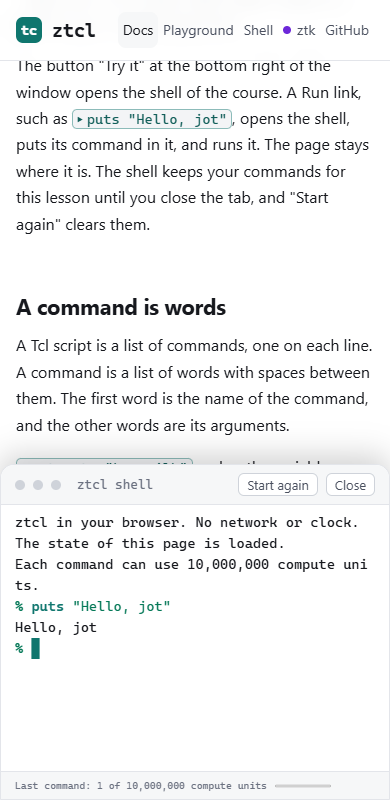 tc ztcl Docs Playground Shell ztk GitHub
The button "Try it" at the bottom right of the
window opens the shell of the course. A Run link,
such as ▸ puts "Hello, jot", opens the shell,
puts its command in it, and runs it. The page stays
where it is. The shell keeps your commands for
this lesson until you close the tab, and "Start
again" clears them.
A command is words
A Tcl script is a list of commands, one on each line.
A command is a list of words with spaces between
them. The first word is the name of the command,
and the other words are its arguments.
ztcl shell Start again Close
ztcl in your browser. No network or clock.
The state of this page is loaded.
Each command can use 10,000,000 compute uni
ts.
% puts "Hello, jot"
Hello, jot
%
Last command: 1 of 10,000,000 compute units